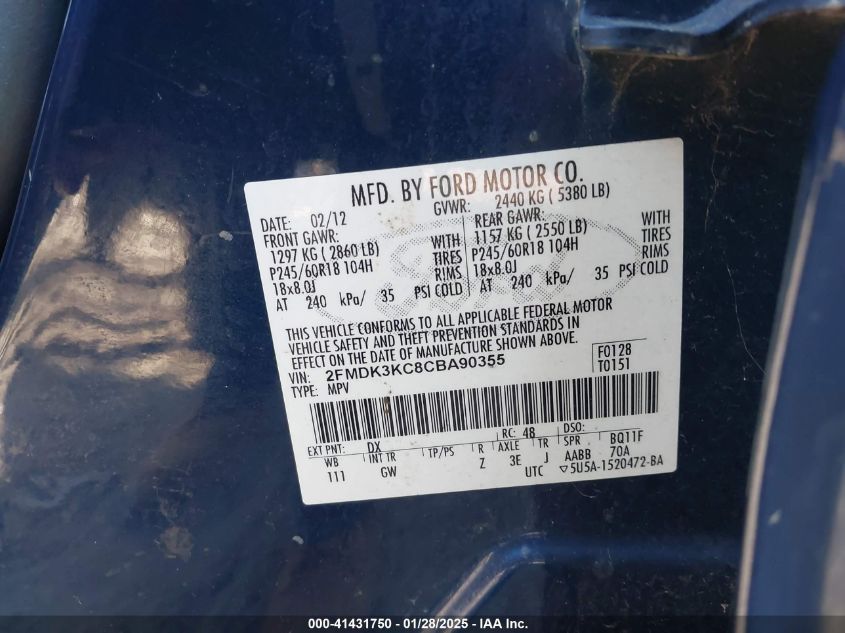 MFD. BY FORD MOTOR CO.
DATE: 02/12 GVWR: 2440 KG ( 5380 LB)
FRONT GAWR: REAR GAWR:
1297 KG ( 2860 LB) WITH 1157 KG ( 2550 LB) WITH
P245/60R18 104H TIRES P245/60R18 104H TIRES
18x8.0J RIMS 18x8.0J RIMS
AT 240 kPa/ 35 PSI COLD AT 240 kPa/ 35 PSI COLD
THIS VEHICLE CONFORMS TO ALL APPLICABLE FEDERAL MOTOR
VEHICLE SAFETY AND THEFT PREVENTION STANDARDS IN
EFFECT ON THE DATE OF MANUFACTURE SHOWN ABOVE.
VIN: 2FMDK3KC8CBA90355 F0128
TYPE: MPV T0151
EXT PNT: DX RC: 48 DSO:
WB INT TR TP/PS R AXLE TR SPR BQ11F
111 GW Z 3E J AABB 70A
UTC ▽5U5A-1520472-BA
000-41431750 - 01/28/2025 - IAA Inc.